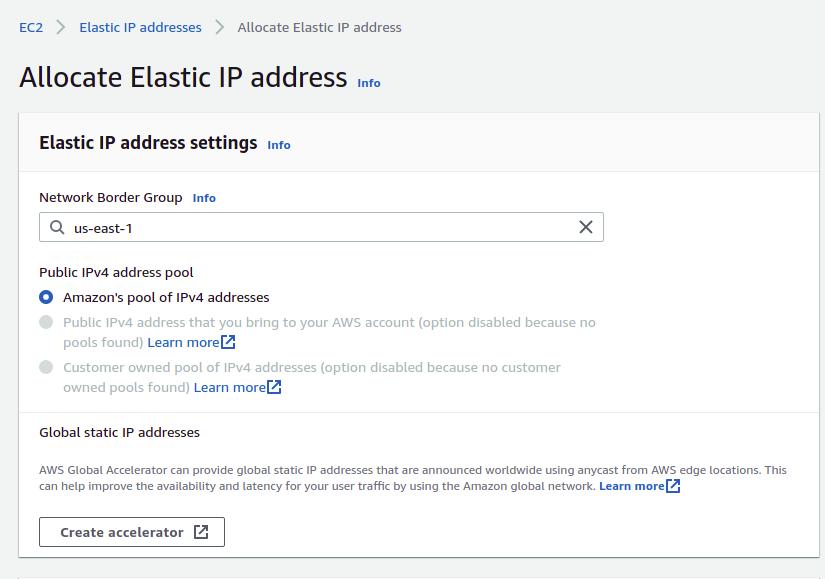 EC2 > Elastic IP addresses > Allocate Elastic IP address
Allocate Elastic IP address Info
Elastic IP address settings Info
Network Border Group Info
us-east-1
Public IPv4 address pool
Amazon's pool of IPv4 addresses
Public IPv4 address that you bring to your AWS account (option disabled because no
pools found) Learn more
Customer owned pool of IPv4 addresses (option disabled because no customer
owned pools found) Learn more
Global static IP addresses
AWS Global Accelerator can provide global static IP addresses that are announced worldwide using anycast from AWS edge locations. This
can help improve the availability and latency for your user traffic by using the Amazon global network. Learn more
Create accelerator